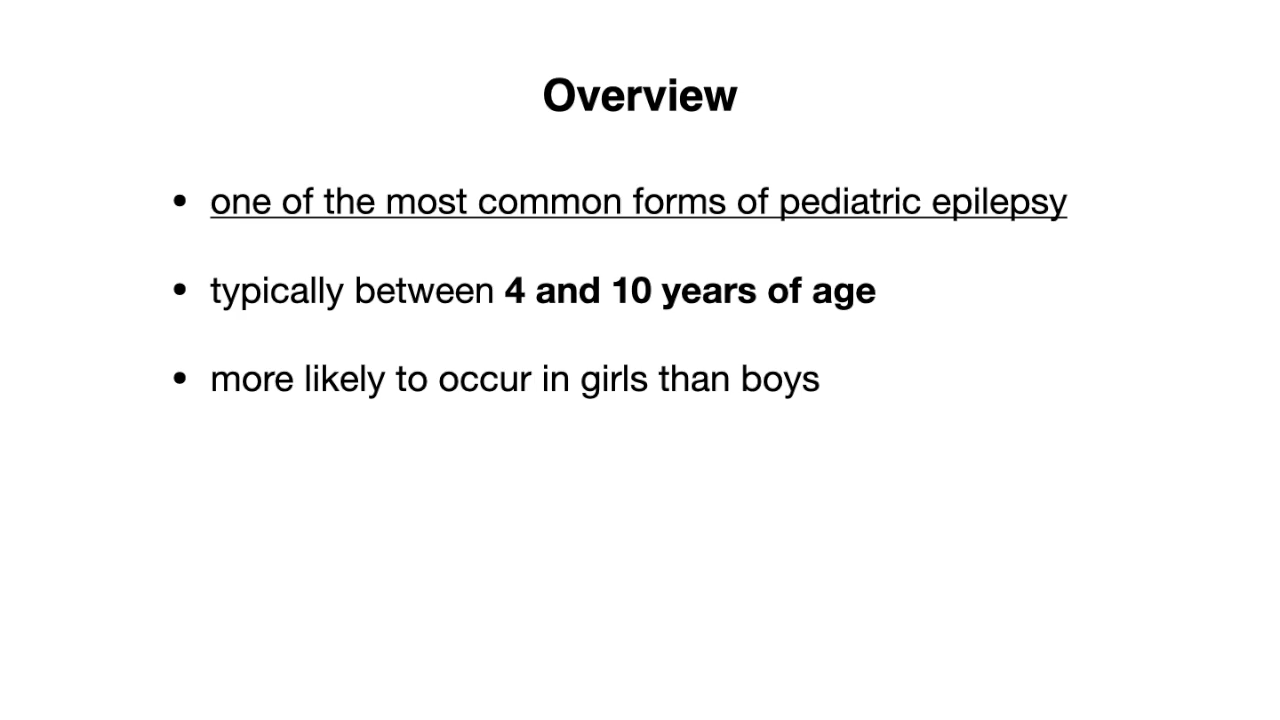 Overview
• one of the most common forms of pediatric epilepsy
• typically between 4 and 10 years of age
• more likely to occur in girls than boys